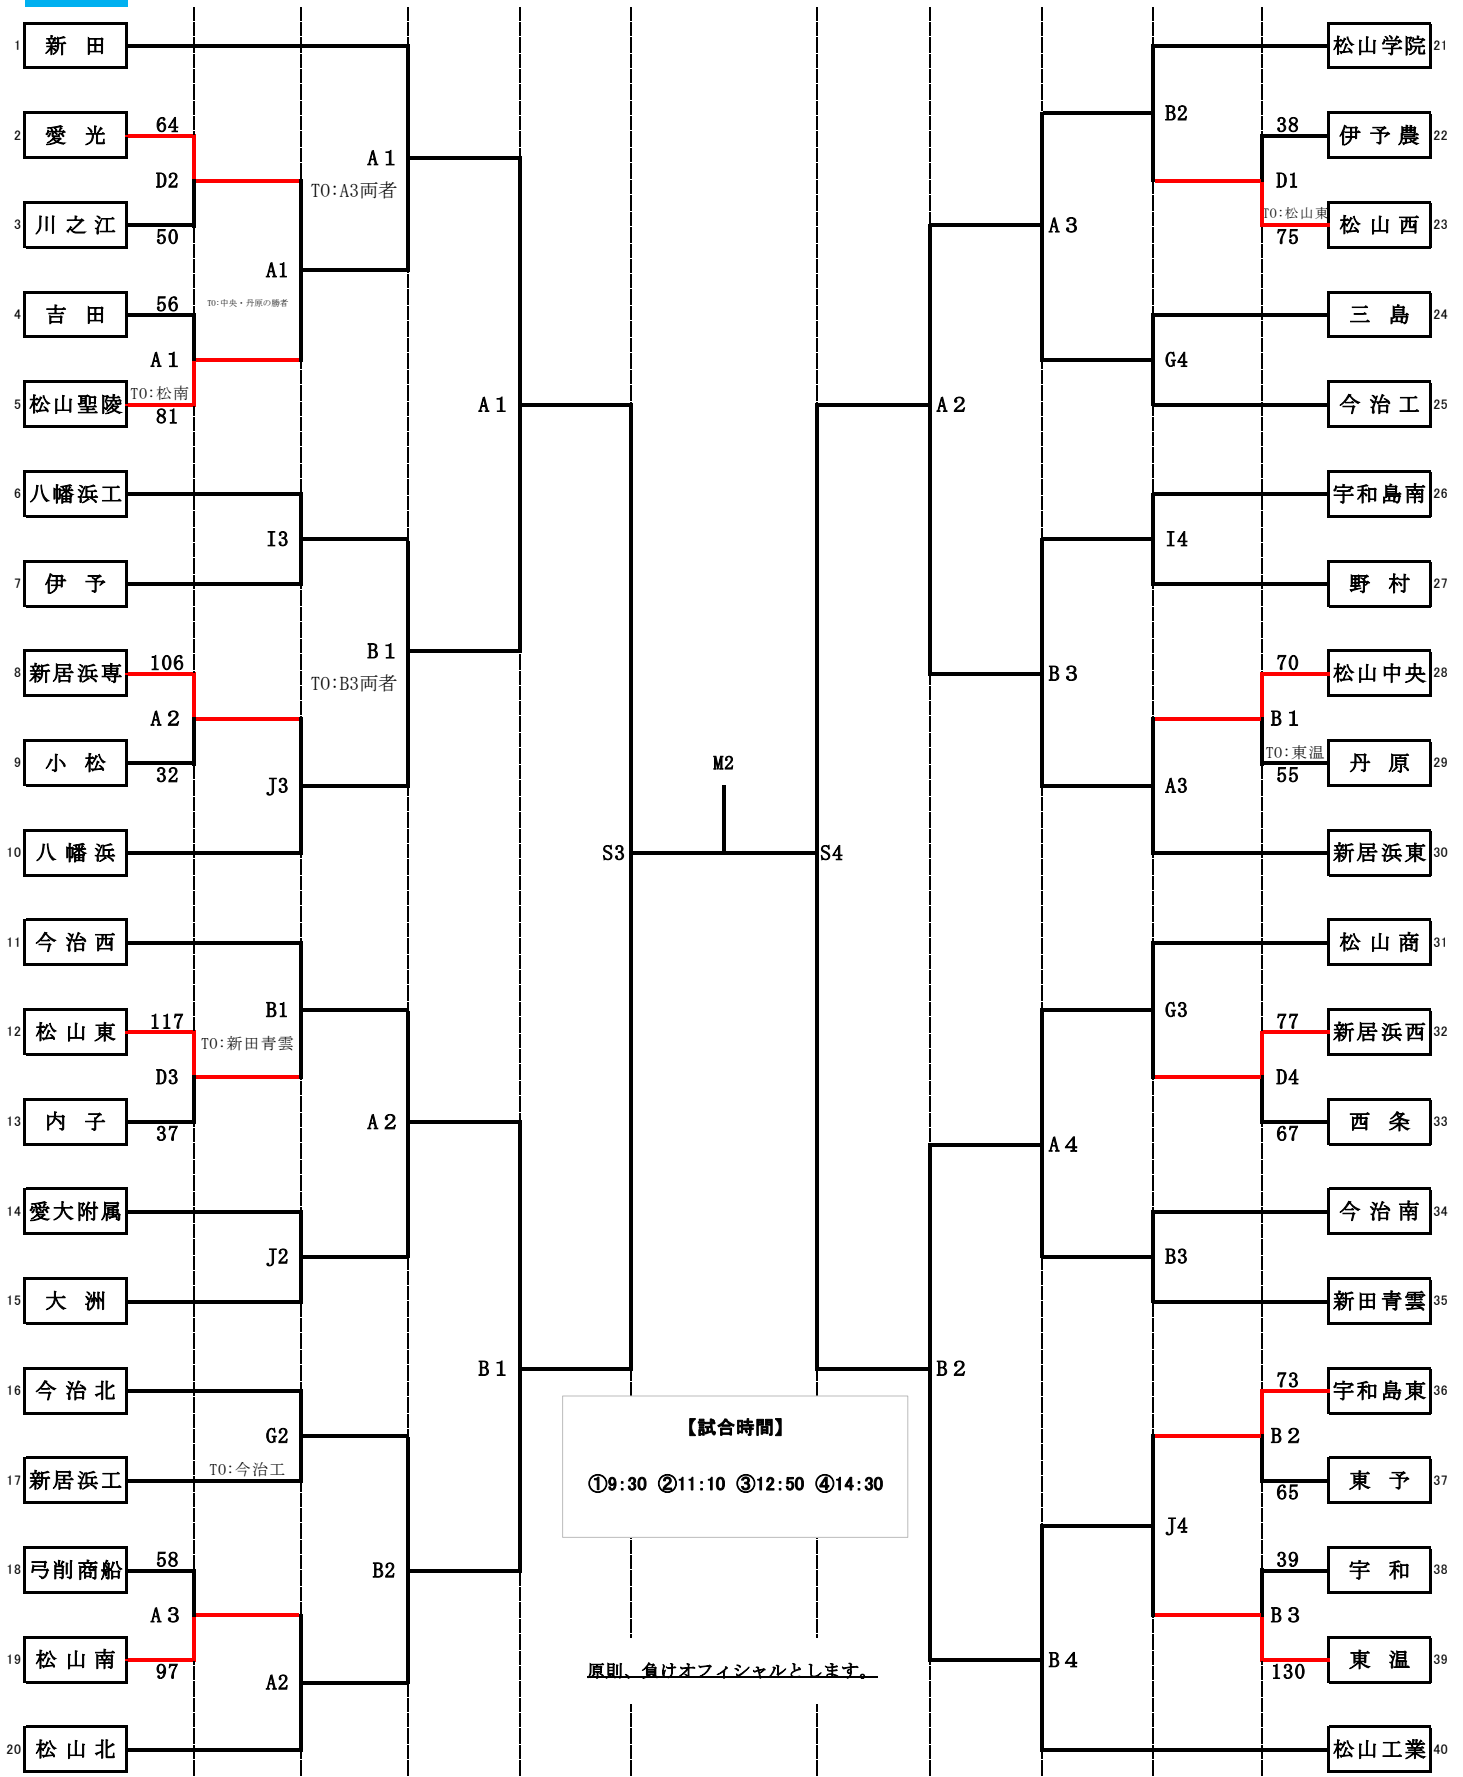 1 新 田
2 愛 光
64
D2
3 川之江
50
A1
TO:中央・丹原の勝者
4 吉 田
56
A１
TO:松南
5 松山聖陵
81
A１
TO:A3両者
6 八幡浜工
I3
7 伊 予
B１
TO:B3両者
8 新居浜専
106
A２
9 小 松
32
J3
10 八幡浜
A１
11 今治西
B1
TO:新田青雲
12 松山東
117
D3
13 内 子
37
A２
14 愛大附属
J2
15 大 洲
B１
16 今治北
G2
TO:今治工
17 新居浜工
B2
18 弓削商船
58
A３
19 松山南
97
A2
20 松山北
S3
M2
S4
【試合時間】
①9:30 ②11:10 ③12:50 ④14:30
原則、負けオフィシャルとします。
松山学院 21
B2
38
伊予農 22
D1
TO:松山東
75
松山西 23
A３
三 島 24
G4
今治工 25
A２
宇和島南 26
I4
野 村 27
B３
70
松山中央 28
B１
TO:東温
55
丹 原 29
A3
新居浜東 30
松山商 31
G3
77
新居浜西 32
D4
67
西 条 33
A４
今治南 34
B3
新田青雲 35
B２
73
宇和島東 36
B２
65
東 予 37
J4
39
宇 和 38
B３
130
東 温 39
B４
松山工業 40